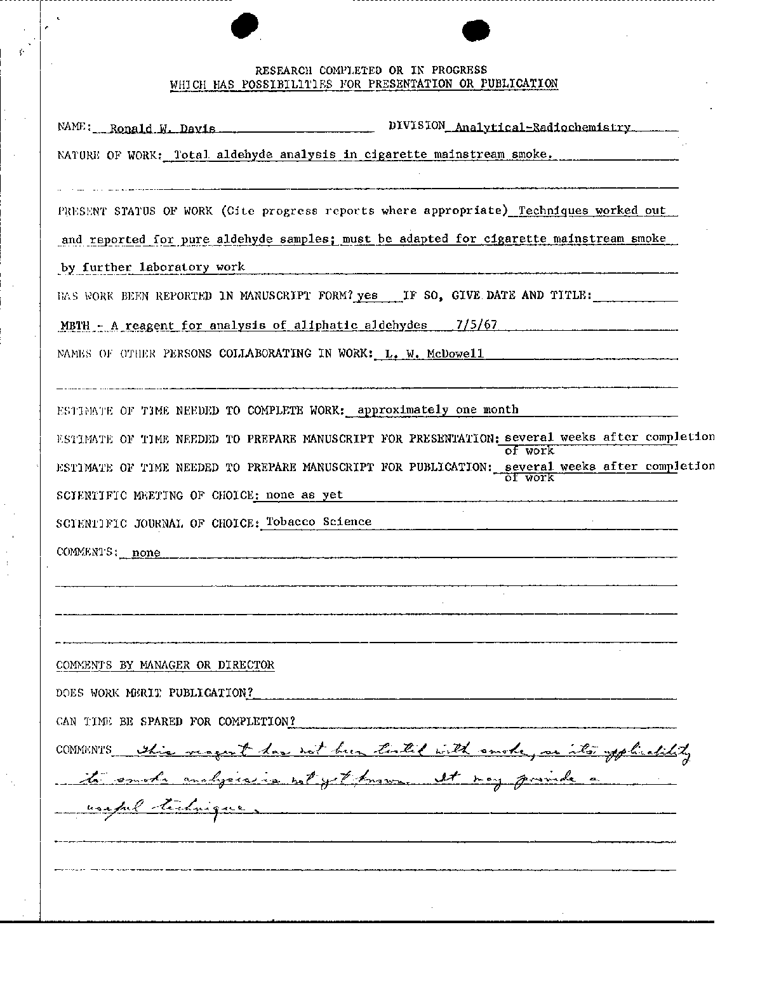 RESEARCH COMPLETED OR IN PROGRESS
WHICH HAS POSSIBILITIES FOR PRESENTATION OR PUBLICATION
NAME: Ronald W. Davis DIVISION Analytical-Radiochemistry
NATURE OF WORK: Total aldehyde analysis in cigarette mainstream smoke.
PRESENT STATUS OF WORK (Cite progress reports where appropriate) Techniques worked out
and reported for pure aldehyde samples; must be adapted for cigarette mainstream smoke
by further laboratory work
HAS WORK BEEN REPORTED IN MANUSCRIPT FORM? yes IF SO, GIVE DATE AND TITLE:
MBTH - A reagent for analysis of aliphatic aldehydes 7/5/67
NAMES OF OTHER PERSONS COLLABORATING IN WORK: L. W. McDowell
ESTIMATE OF TIME NEEDED TO COMPLETE WORK: approximately one month
ESTIMATE OF TIME NEEDED TO PREPARE MANUSCRIPT FOR PRESENTATION: several weeks after completion
of work
ESTIMATE OF TIME NEEDED TO PREPARE MANUSCRIPT FOR PUBLICATION: several weeks after completion
of work
SCIENTIFIC MEETING OF CHOICE: none as yet
SCIENTIFIC JOURNAL OF CHOICE: Tobacco Science
COMMENTS: none
COMMENTS BY MANAGER OR DIRECTOR
DOES WORK MERIT PUBLICATION?
CAN TIME BE SPARED FOR COMPLETION?
COMMENTS This reagent has not been tested with smoke, so its applicability
to smoke analysis is not yet known. It may provide a
useful technique.